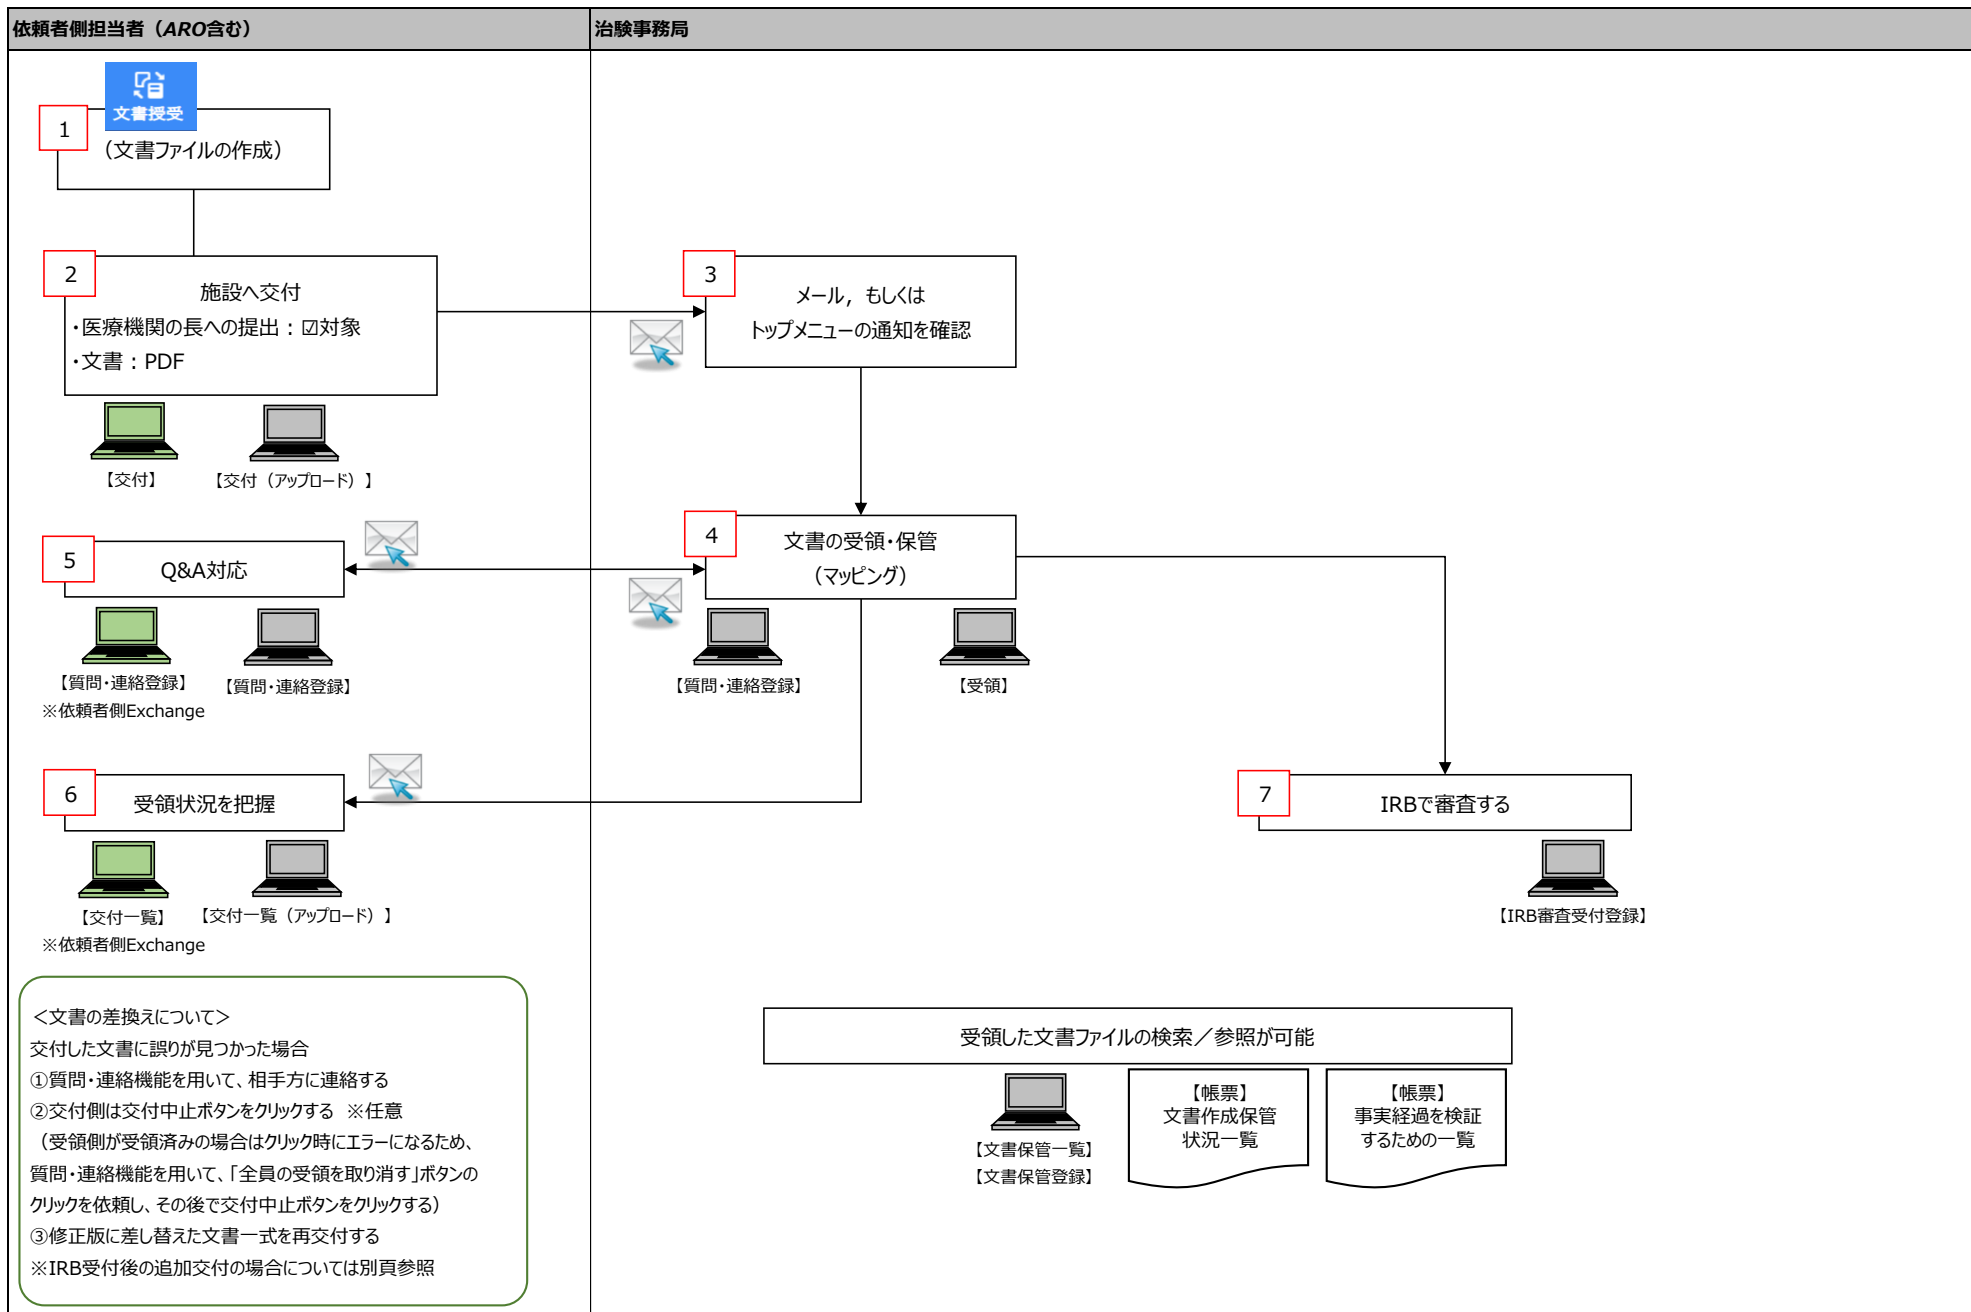 依頼者側担当者（ARO含む）
治験事務局
文書授受
1
（文書ファイルの作成）
2
施設へ交付
・医療機関の長への提出：☑対象
・文書：PDF
【交付】
【交付（アップロード）】
3
メール，もしくは
トップメニューの通知を確認
4
文書の受領・保管
（マッピング）
【質問・連絡登録】
【受領】
5
Q&A対応
【質問・連絡登録】
【質問・連絡登録】
※依頼者側Exchange
6
受領状況を把握
【交付一覧】
【交付一覧（アップロード）】
※依頼者側Exchange
7
IRBで審査する
【IRB審査受付登録】
＜文書の差換えについて＞
交付した文書に誤りが見つかった場合
①質問・連絡機能を用いて、相手方に連絡する
②交付側は交付中止ボタンをクリックする ※任意
（受領側が受領済みの場合はクリック時にエラーになるため、
質問・連絡機能を用いて、「全員の受領を取り消す」ボタンの
クリックを依頼し、その後で交付中止ボタンをクリックする）
③修正版に差し替えた文書一式を再交付する
※IRB受付後の追加交付の場合については別頁参照
受領した文書ファイルの検索／参照が可能
【文書保管一覧】
【文書保管登録】
【帳票】
文書作成保管
状況一覧
【帳票】
事実経過を検証
するための一覧